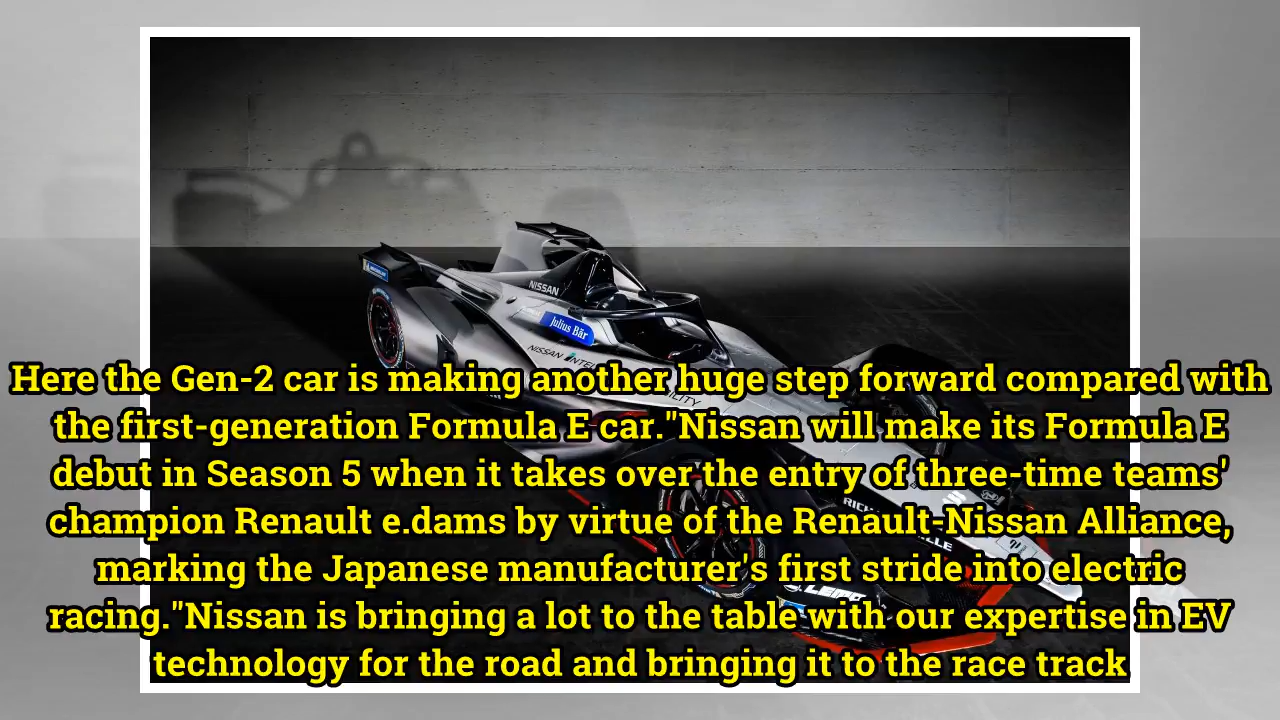 NISSAN
Julius Bär
NISSAN
Here the Gen-2 car is making another huge step forward compared with
the first-generation Formula E car."Nissan will make its Formula E
debut in Season 5 when it takes over the entry of three-time teams'
champion Renault e.dams by virtue of the Renault-Nissan Alliance,
marking the Japanese manufacturer's first stride into electric
racing."Nissan is bringing a lot to the table with our expertise in EV
technology for the road and bringing it to the race track